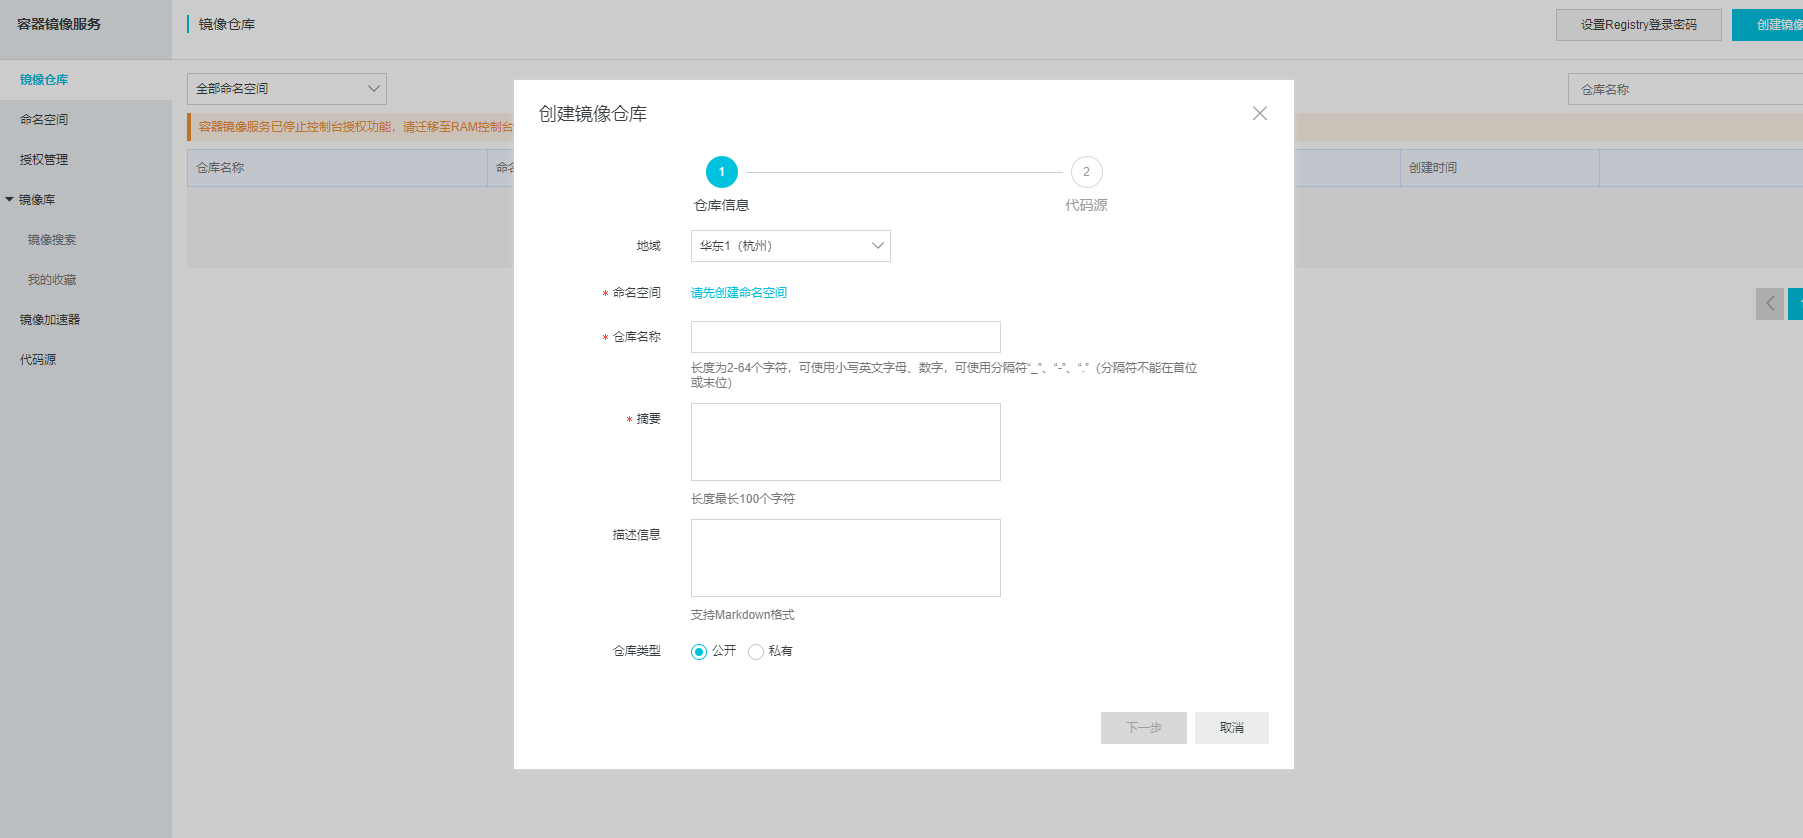 容器镜像服务
镜像仓库
设置Registry登录密码
创建镜像
镜像仓库
命名空间
授权管理
镜像库
镜像搜索
我的收藏
镜像加速器
代码源
全部命名空间
仓库名称
容器镜像服务已停止控制台授权功能，请迁移至RAM控制台
仓库名称
命名
创建时间
创建镜像仓库
1
2
仓库信息
代码源
地域
华东1（杭州）
* 命名空间
请先创建命名空间
* 仓库名称
长度为2-64个字符，可使用小写英文字母、数字，可使用分隔符“_”、“-”、“.”（分隔符不能在首位
或末位）
* 摘要
长度最长100个字符
描述信息
支持Markdown格式
仓库类型
公开
私有
下一步
取消